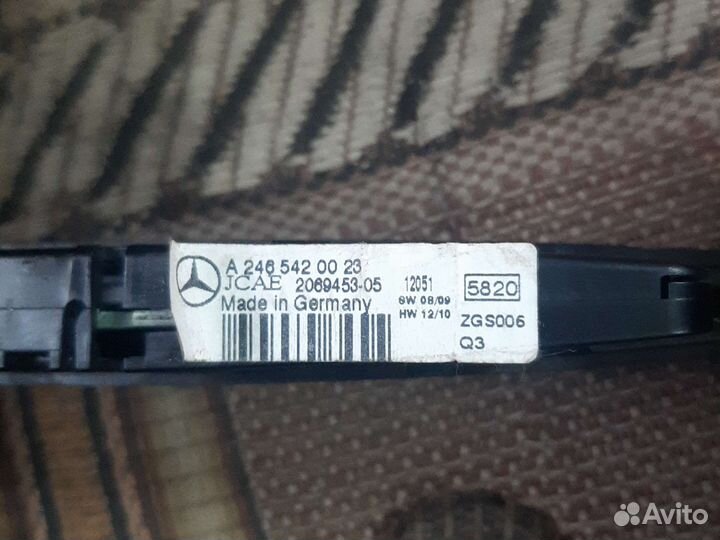 A 246 542 00 23
JCAE 2069453-05 12051
SW 08/09
Made in Germany HW 12/10
5820
ZGS006
Q3
Avito